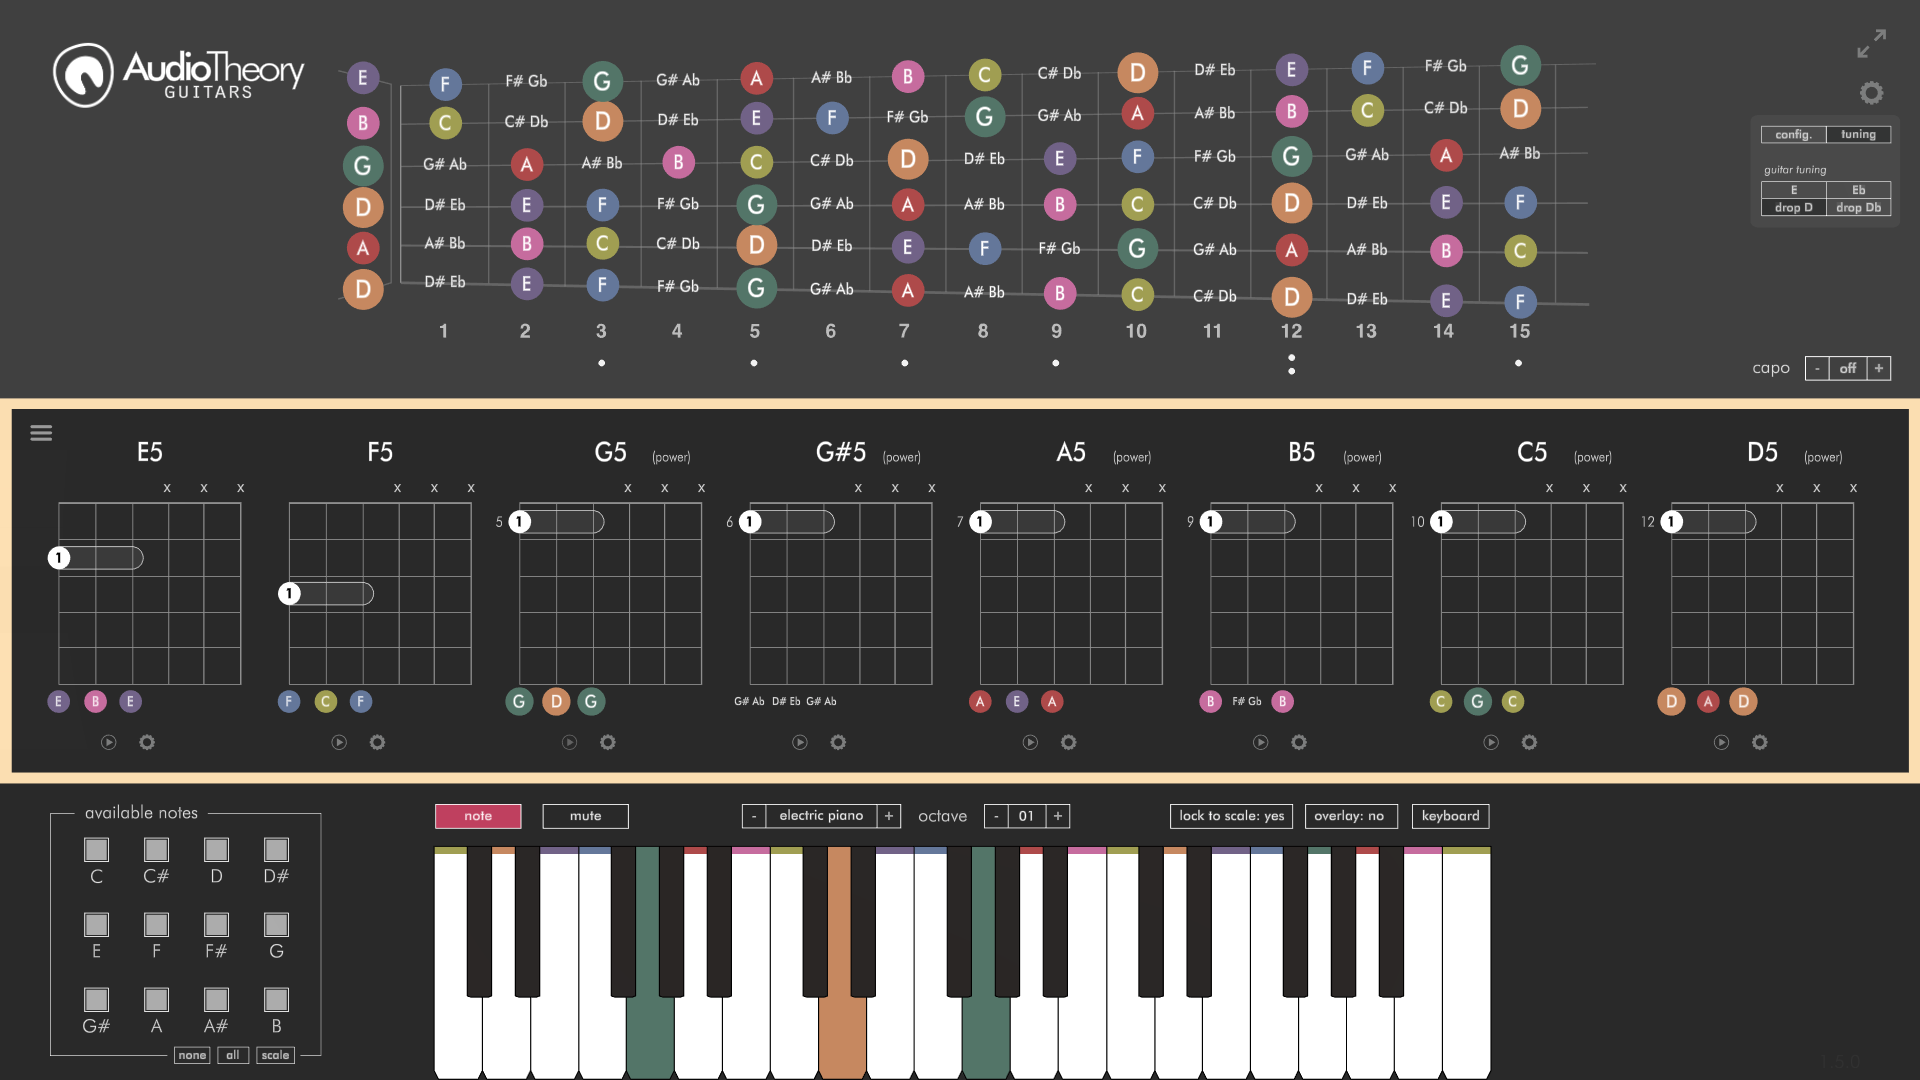 AudioTheory
GUITARS
E F F# Gb G G# Ab A A# Bb B C C# Db D D# Eb E F F# Gb G
B C C# Db D D# Eb E F F# Gb G G# Ab A A# Bb B C C# Db D
G G# Ab A A# Bb B C C# Db D D# Eb E F F# Gb G G# Ab A A# Bb
D D# Eb E F F# Gb G G# Ab A A# Bb B C C# Db D D# Eb E F
A A# Bb B C C# Db D D# Eb E F F# Gb G G# Ab A A# Bb B C
D D# Eb E F F# Gb G G# Ab A A# Bb B C C# Db D D# Eb E F
1 2 3 4 5 6 7 8 9 10 11 12 13 14 15
config. tuning
guitar tuning
E Eb
drop D drop Db
capo - off +
E5 F5 G5 (power) G#5 (power) A5 (power) B5 (power) C5 (power) D5 (power)
x x x x x x x x x x x x x x x x x x x x x x x x
5 1 6 1 7 1 9 1 10 1 12 1
1
1
E B E F C F G D G G# Ab D# Eb G# Ab A E A B F# Gb B C G C D A D
available notes
C C# D D#
E F F# G
G# A A# B
none all scale
note mute - electric piano + octave - 01 + lock to scale: yes overlay: no keyboard
1.5.0